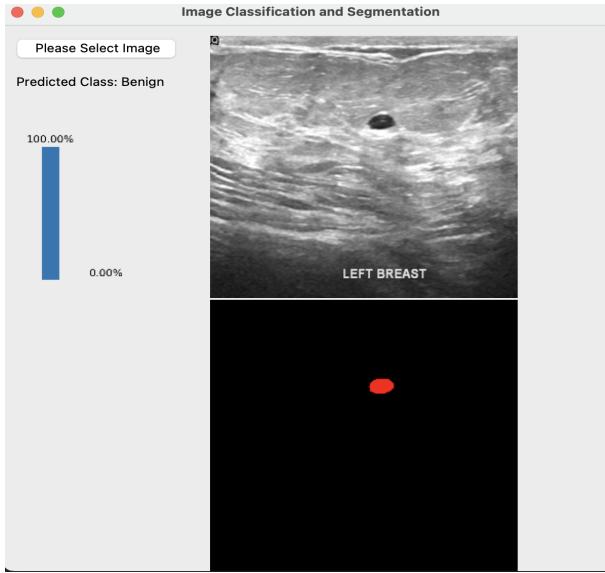 Image Classification and Segmentation
Please Select Image
Predicted Class: Benign
100.00%
0.00%
LEFT BREAST